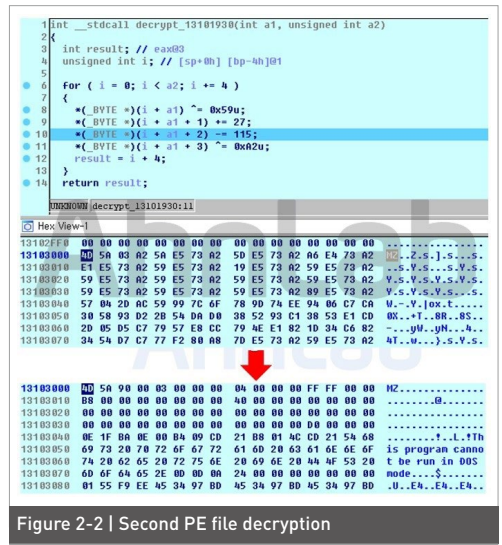 1 int __stdcall decrypt_13101930(int a1, unsigned int a2)
2 {
3 int result; // eax@3
4 unsigned int i; // [sp+0h] [bp-4h]@1
5
6 for ( i = 0; i < a2; i += 4 )
7 {
8 *(_BYTE *)(i + a1) ^= 0x59u;
9 *(_BYTE *)(i + a1 + 1) += 27;
10 *(_BYTE *)(i + a1 + 2) -= 115;
11 *(_BYTE *)(i + a1 + 3) ^= 0xA2u;
12 result = i + 4;
13 }
14 return result;
UNKNOWN decrypt_13101930:11
Hex View-1
13102FF0 00 00 00 00 00 00 00 00 00 00 00 00 00 00 00 00 ................
13103000 4D 5A 03 A2 5A E5 73 A2 5D E5 73 A2 A6 E4 73 A2 MZ..Z.s.].s...s.
13103010 E1 E5 73 A2 59 E5 73 A2 19 E5 73 A2 59 E5 73 A2 ..s.Y.s...s.Y.s.
13103020 59 E5 73 A2 59 E5 73 A2 59 E5 73 A2 59 E5 73 A2 Y.s.Y.s.Y.s.Y.s.
13103030 59 E5 73 A2 59 E5 73 A2 59 E5 73 A2 89 E5 73 A2 Y.s.Y.s.Y.s...s.
13103040 57 04 2D AC 59 99 7C 6F 78 9D 74 EE 94 06 C7 CA W.-.Y.|ox.t.....
13103050 30 58 93 D2 2B 54 DA D0 38 52 93 C1 38 53 E1 CD 0X..+T..8R..8S..
13103060 2D 05 D5 C7 79 57 E8 CC 79 4E E1 82 1D 34 C6 82 -...yW..yN...4..
13103070 34 54 D7 C7 77 F2 80 A8 7D E5 73 A2 59 E5 73 A2 4T..w...}.s.Y.s.
13103000 4D 5A 90 00 03 00 00 00 04 00 00 00 FF FF 00 00 MZ..............
13103010 B8 00 00 00 00 00 00 00 40 00 00 00 00 00 00 00 ........@.......
13103020 00 00 00 00 00 00 00 00 00 00 00 00 00 00 00 00 ................
13103030 00 00 00 00 00 00 00 00 00 00 00 00 D0 00 00 00 ................
13103040 0E 1F BA 0E 00 B4 09 CD 21 B8 01 4C CD 21 54 68 ........!..L.!Th
13103050 69 73 20 70 72 6F 67 72 61 6D 20 63 61 6E 6E 6F is program canno
13103060 74 20 62 65 20 72 75 6E 20 69 6E 20 44 4F 53 20 t be run in DOS
13103070 6D 6F 64 65 2E 0D 0D 0A 24 00 00 00 00 00 00 00 mode....$.......
13103080 01 55 F9 EE 45 34 97 BD 45 34 97 BD 45 34 97 BD .U..E4..E4..E4..
AhnLab
Figure 2-2 | Second PE file decryption